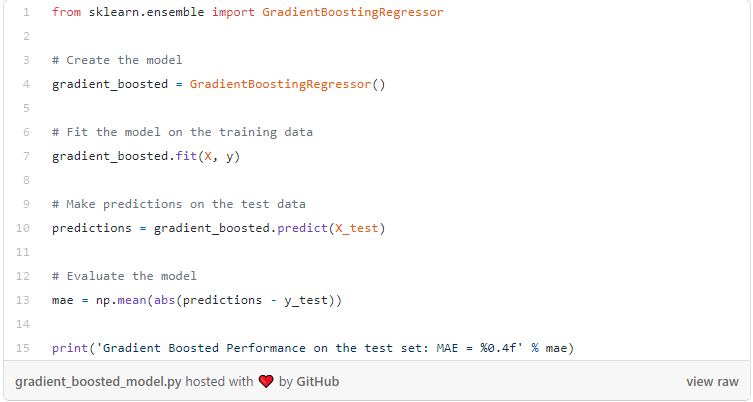 1 from sklearn.ensemble import GradientBoostingRegressor
2
3 # Create the model
4 gradient_boosted = GradientBoostingRegressor()
5
6 # Fit the model on the training data
7 gradient_boosted.fit(X, y)
8
9 # Make predictions on the test data
10 predictions = gradient_boosted.predict(X_test)
11
12 # Evaluate the model
13 mae = np.mean(abs(predictions - y_test))
14
15 print('Gradient Boosted Performance on the test set: MAE = %0.4f' % mae)
gradient_boosted_model.py hosted with ❤ by GitHub view raw